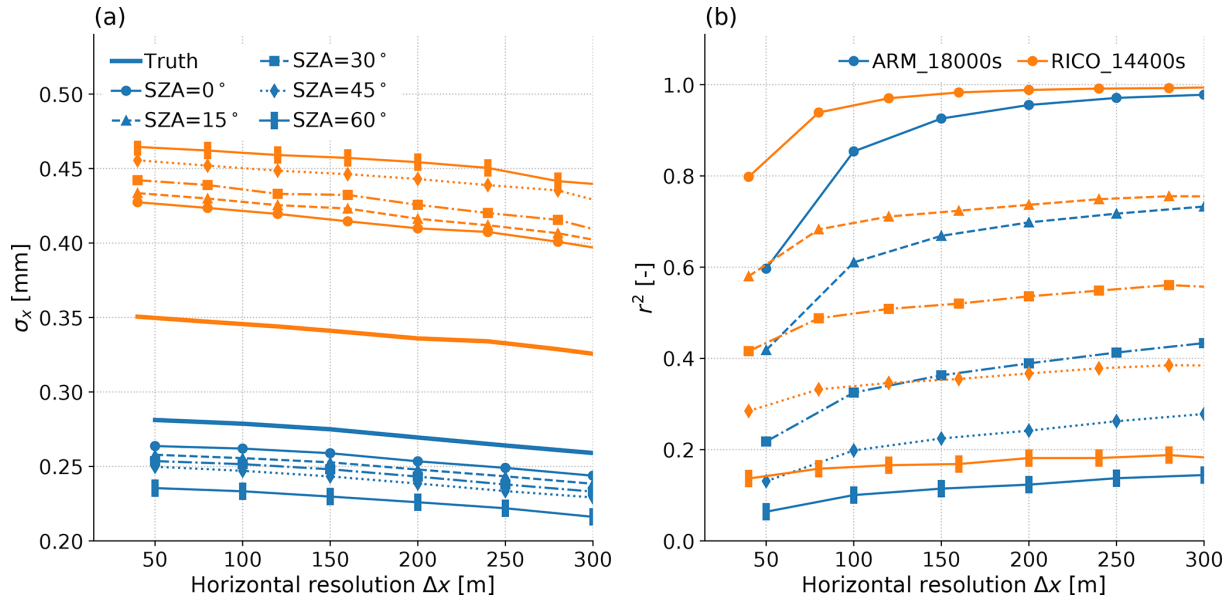 (a)
Truth
SZA=0°
SZA=15°
SZA=30°
SZA=45°
SZA=60°
σx [mm]
0.50
0.45
0.40
0.35
0.30
0.25
0.20
50 100 150 200 250 300
Horizontal resolution Δx [m]
(b)
ARM_18000s RICO_14400s
r² [-]
1.0
0.8
0.6
0.4
0.2
0.0
50 100 150 200 250 300
Horizontal resolution Δx [m]